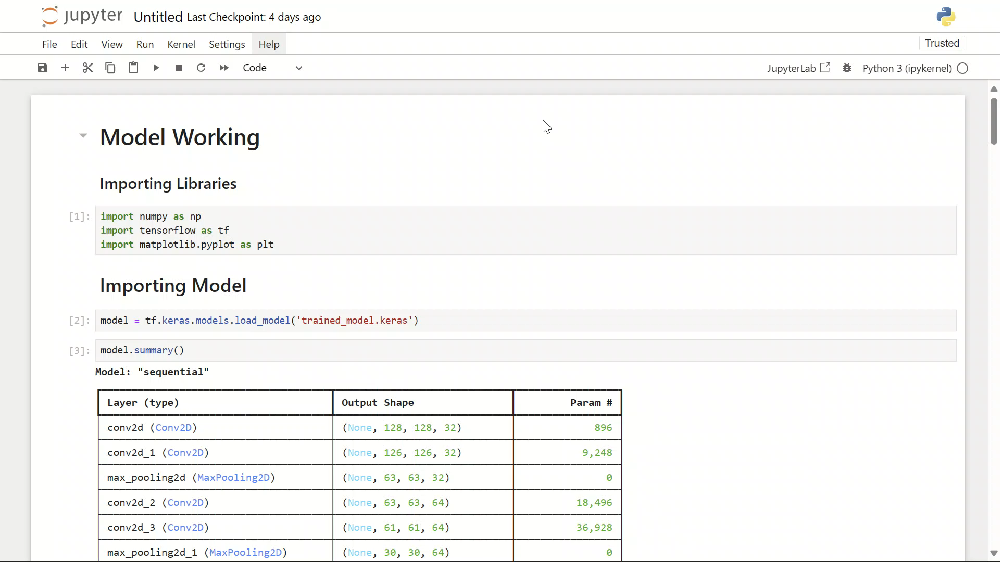 jupyter Untitled Last Checkpoint: 4 days ago
File Edit View Run Kernel Settings Help Trusted
Code JupyterLab Python 3 (ipykernel)
Model Working
Importing Libraries
[1]: import numpy as np
import tensorflow as tf
import matplotlib.pyplot as plt
Importing Model
[2]: model = tf.keras.models.load_model('trained_model.keras')
[3]: model.summary()
Model: "sequential"
Layer (type) Output Shape Param #
conv2d (Conv2D) (None, 128, 128, 32) 896
conv2d_1 (Conv2D) (None, 126, 126, 32) 9,248
max_pooling2d (MaxPooling2D) (None, 63, 63, 32) 0
conv2d_2 (Conv2D) (None, 63, 63, 64) 18,496
conv2d_3 (Conv2D) (None, 61, 61, 64) 36,928
max_pooling2d_1 (MaxPooling2D) (None, 30, 30, 64) 0